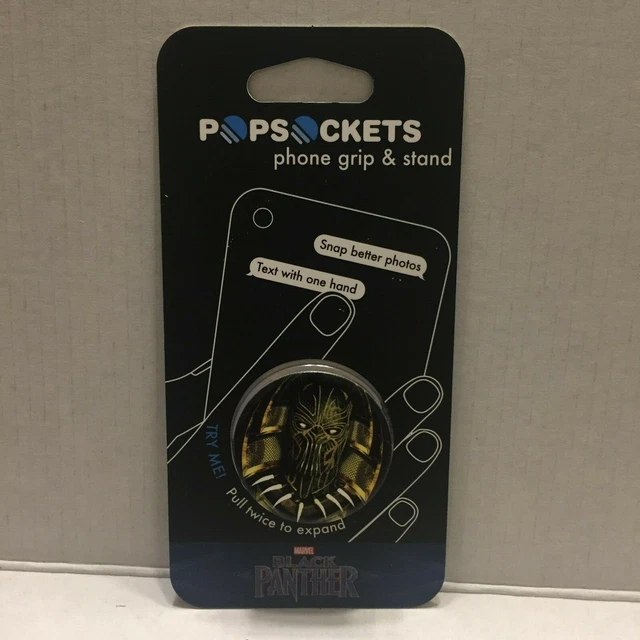 POPSOCKETS
phone grip & stand
Snap better photos
Text with one hand
TRY ME!
Pull twice to expand
MARVEL
BLACK
PANTHER